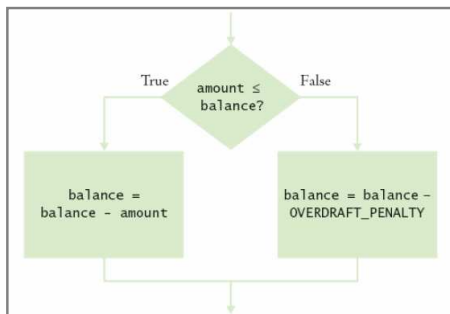 True
amount ≤
balance?
False
balance =
balance - amount
balance = balance –
OVERDRAFT_PENALTY